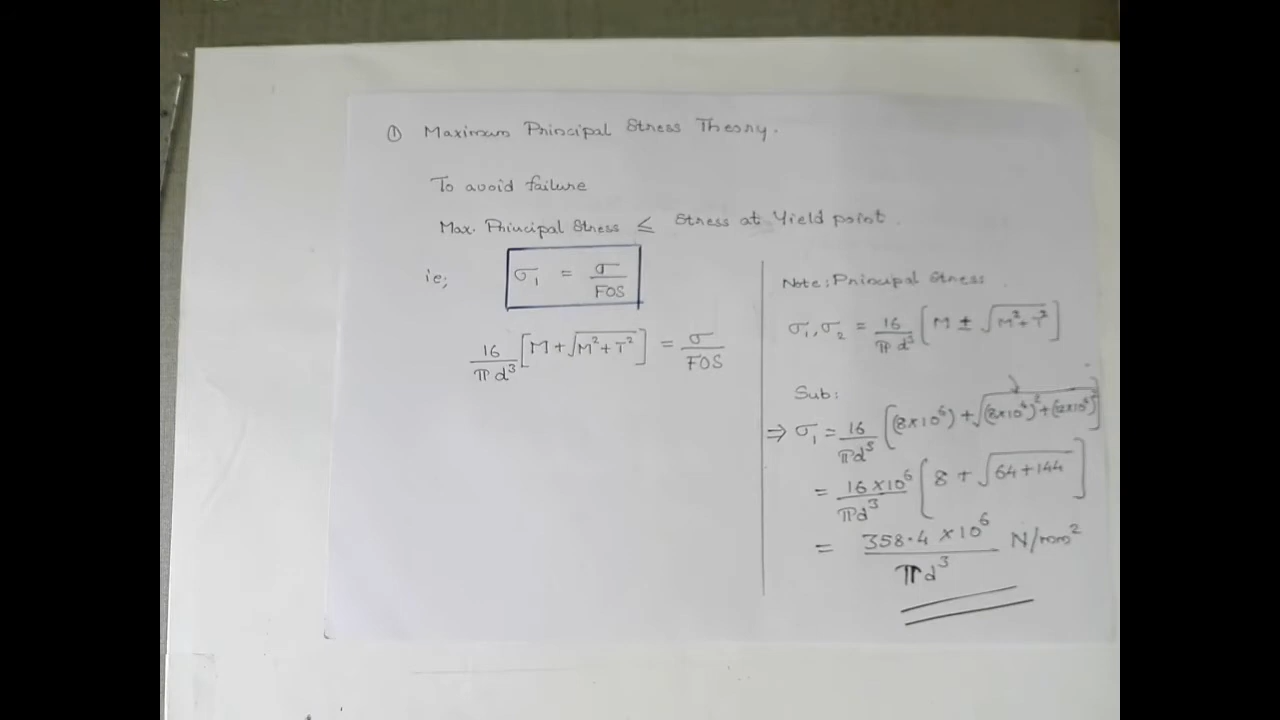 ① Maximum Principal Stress Theory.
To avoid failure
Max. Principal Stress ≤ Stress at Yield point.
ie; σ₁ = σ/FOS
16/πd³ [M + √(M² + T²)] = σ/FOS
Note: Principal Stress
σ₁, σ₂ = 16/πd³ [M ± √(M² + T²)]
Sub:
⇒ σ₁ = 16/πd³ [(8×10⁶) + √((8×10⁶)² + (12×10⁶)²)]
= 16×10⁶/πd³ [8 + √(64 + 144)]
= 358.4 ×10⁶/πd³ N/mm²